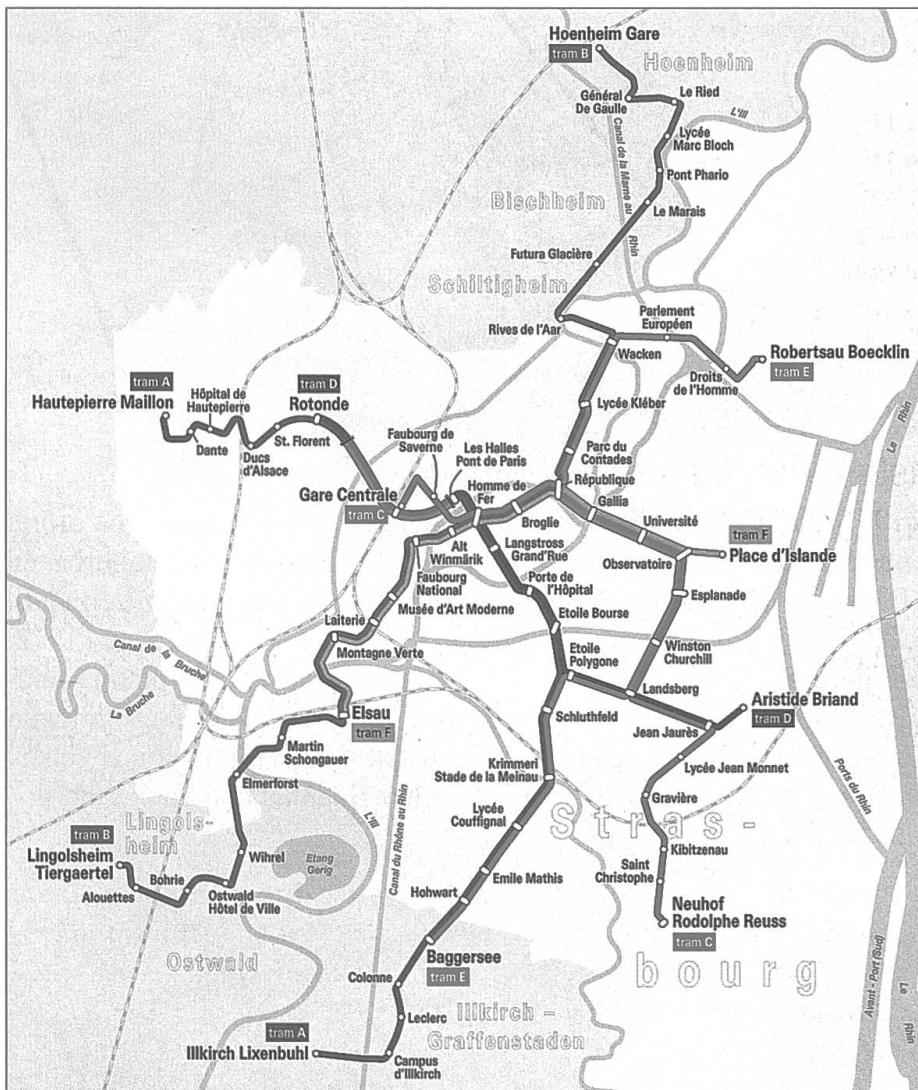 Hoenheim Gare
tram B
Hoenheim
Général
De Gaulle
Le Ried
L'Ill
Lycée
Marc Bloch
Canal de la Marne au
Rhin
Pont Phario
Bischheim
Le Marais
Futura Glacière
Schiltigheim
Rives de l'Aar
Parlement
Européen
Wacken
Robertsau Boecklin
tram E
Droits
de l'Homme
Le Rhin
tram A
Hautepierre Maillon
Hôpital de
Hautepierre
tram D
Rotonde
Dante
Ducs
d'Alsace
St. Florent
Lycée Kléber
Faubourg de
Saverne
Les Halles
Pont de Paris
Parc du
Contades
Gare Centrale
tram C
Homme de
Fer
République
Broglie
Gallia
Université
tram F
Place d'Islande
Alt
Winmärik
Langstross
Grand'Rue
Observatoire
Faubourg
National
Porte de
l'Hôpital
Esplanade
Musée d'Art Moderne
Laiterie
Etoile Bourse
Montagne Verte
Etoile
Polygone
Winston
Churchill
Canal de la Bruche
La Bruche
Elsau
tram F
Landsberg
Aristide Briand
tram D
Schluthfeld
Jean Jaurès
Martin
Schongauer
Krimmeri
Stade de la Meinau
Lycée Jean Monnet
Elmerforst
Ports du Rhin
Gravière
L'Ill
Canal du Rhône au Rhin
Lycée
Couffignal
Stras-
tram B
Lingols-
heim
Lingolsheim
Tiergaertel
Wihrel
Etang
Gerig
Kibitzenau
Alouettes
Bohrie
Ostwald
Hôtel de Ville
Emile Mathis
Saint
Christophe
Hohwart
Neuhof
Rodolphe Reuss
tram C
Ostwald
Baggersee
tram E
bourg
Colonne
Avant-Port (Sud)
Le
Rhin
Leclerc
Illkirch -
Graffenstaden
tram A
Illkirch Lixenbuhl
Campus
d'Illkirch